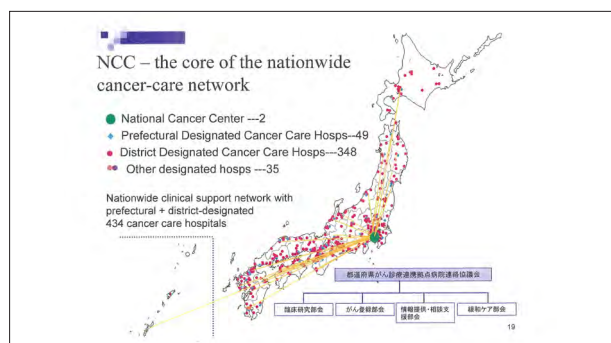 NCC – the core of the nationwide
cancer-care network
National Cancer Center ---2
Prefectural Designated Cancer Care Hosps--49
District Designated Cancer Care Hosps---348
Other designated hosps ---35
Nationwide clinical support network with
prefectural + district-designated
434 cancer care hospitals
都道府県がん診療連携拠点病院連絡協議会
臨床研究部会
がん登録部会
情報提供・相談支
援部会
緩和ケア部会
19